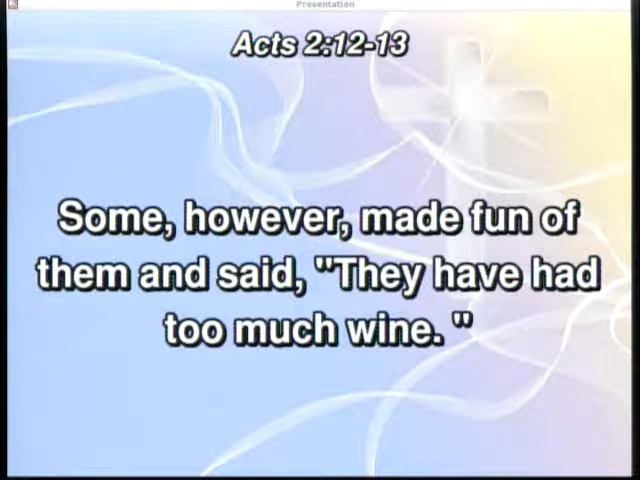 Presentation
Acts 2:12-13
Some, however, made fun of
them and said, "They have had
too much wine. "